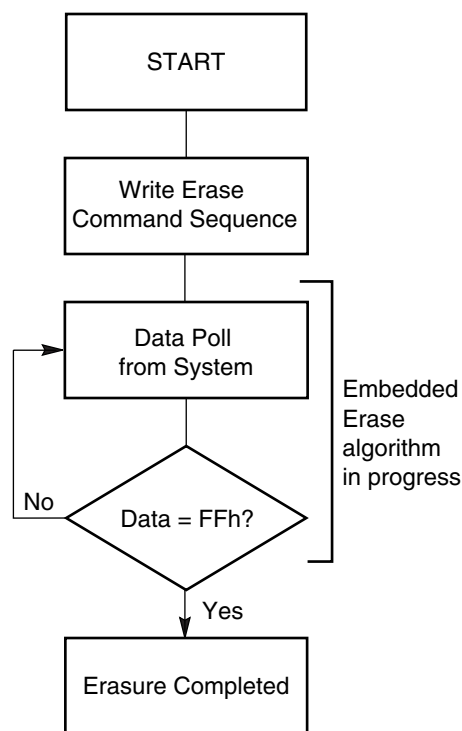 START
Write Erase
Command Sequence
Data Poll
from System
Embedded
Erase
algorithm
in progress
No
Data = FFh?
Yes
Erasure Completed